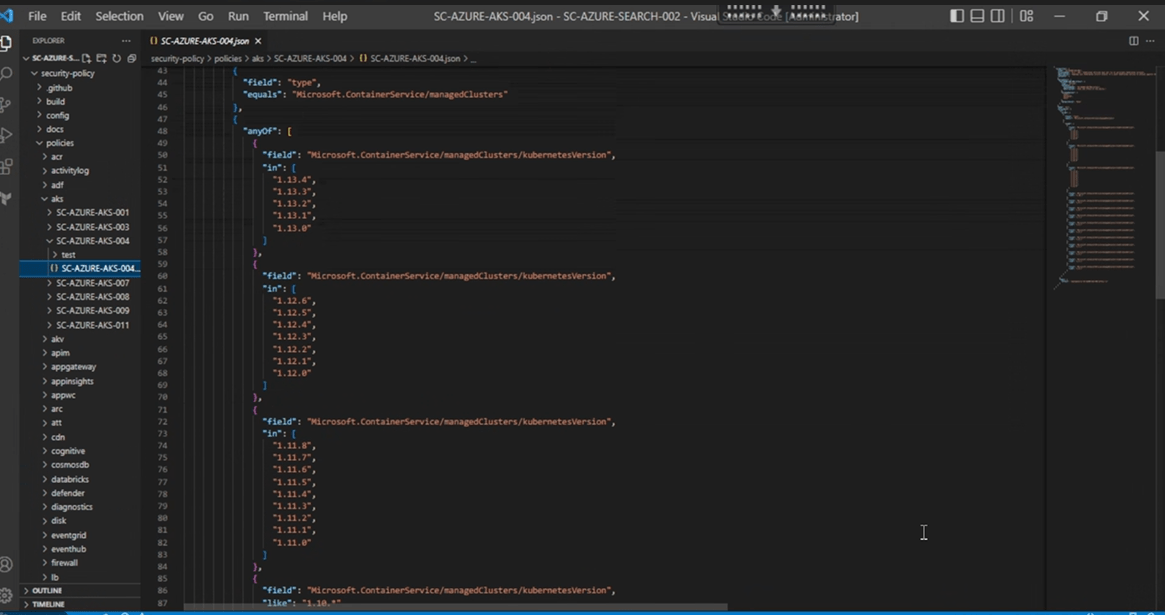 File Edit Selection View Go Run Terminal Help
SC-AZURE-AKS-004.json - SC-AZURE-SEARCH-002 - Visual Studio Code [Administrator]
EXPLORER
SC-AZURE-S...
security-policy
.github
build
config
docs
policies
acr
activitylog
adf
aks
SC-AZURE-AKS-001
SC-AZURE-AKS-003
SC-AZURE-AKS-004
test
{} SC-AZURE-AKS-004...
SC-AZURE-AKS-007
SC-AZURE-AKS-008
SC-AZURE-AKS-009
SC-AZURE-AKS-011
akv
apim
appgateway
appinsights
appwc
arc
att
cdn
cognitive
cosmosdb
databricks
defender
diagnostics
disk
eventgrid
eventhub
firewall
lb
OUTLINE
TIMELINE
{} SC-AZURE-AKS-004.json
security-policy > policies > aks > SC-AZURE-AKS-004 > {} SC-AZURE-AKS-004.json > ...
43 {
44 "field": "type",
45 "equals": "Microsoft.ContainerService/managedClusters"
46 },
47 {
48 "anyOf": [
49 {
50 "field": "Microsoft.ContainerService/managedClusters/kubernetesVersion",
51 "in": [
52 "1.13.4",
53 "1.13.3",
54 "1.13.2",
55 "1.13.1",
56 "1.13.0"
57 ]
58 },
59 {
60 "field": "Microsoft.ContainerService/managedClusters/kubernetesVersion",
61 "in": [
62 "1.12.6",
63 "1.12.5",
64 "1.12.4",
65 "1.12.3",
66 "1.12.2",
67 "1.12.1",
68 "1.12.0"
69 ]
70 },
71 {
72 "field": "Microsoft.ContainerService/managedClusters/kubernetesVersion",
73 "in": [
74 "1.11.8",
75 "1.11.7",
76 "1.11.6",
77 "1.11.5",
78 "1.11.4",
79 "1.11.3",
80 "1.11.2",
81 "1.11.1",
82 "1.11.0"
83 ]
84 },
85 {
86 "field": "Microsoft.ContainerService/managedClusters/kubernetesVersion",
87 "like": "1.10.*"